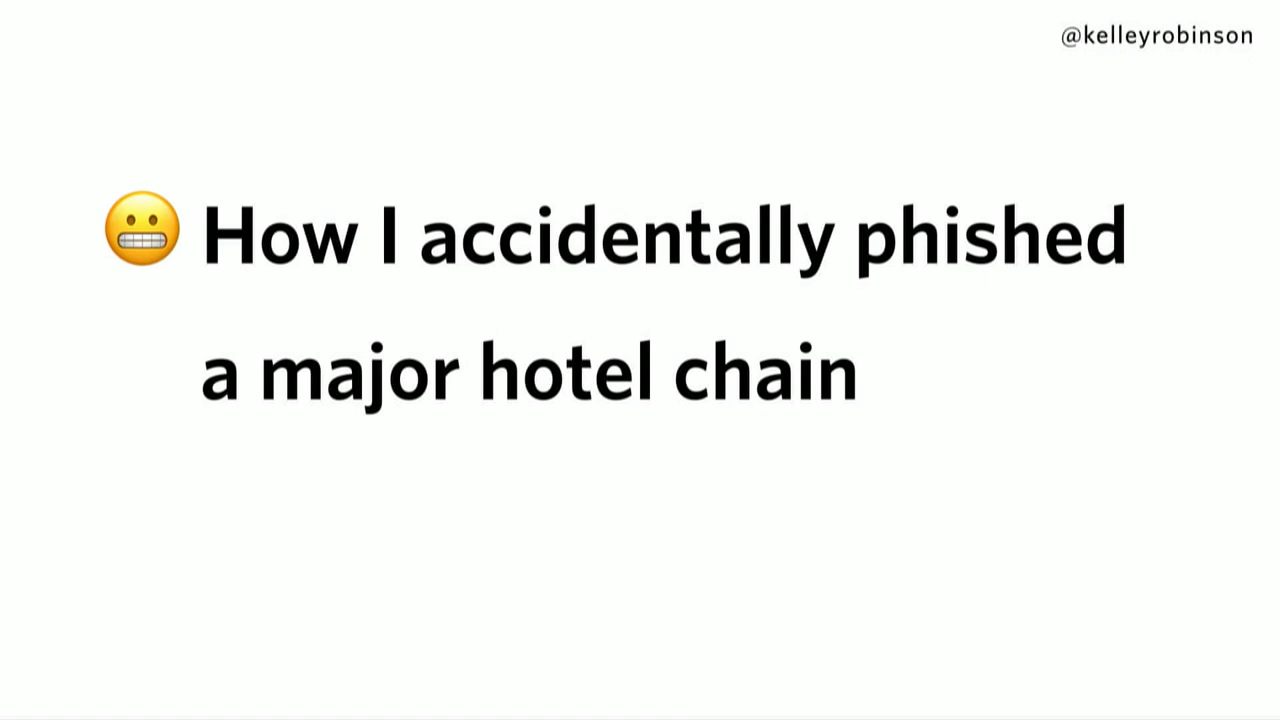 @kelleyrobinson
😬 How I accidentally phished
a major hotel chain